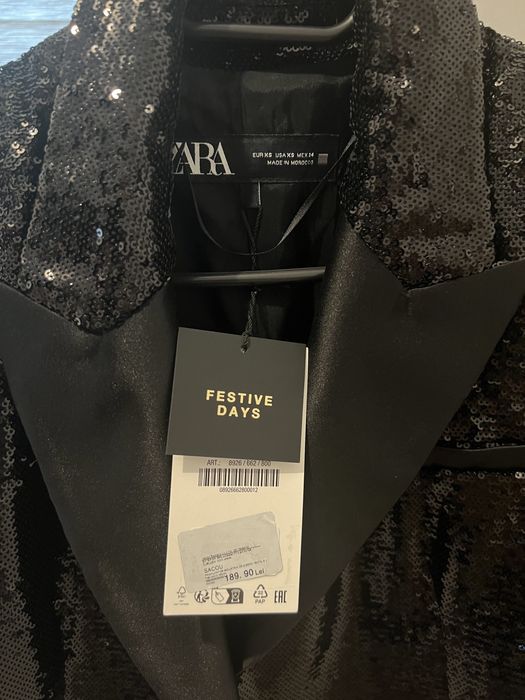 ZARA
EUR XS USA XS MEX 24
MADE IN MOROCCO
FESTIVE
DAYS
ART.: 8926 / 662 / 800
08926662800012
SACOU
189.90 Lei
PAP
EAC